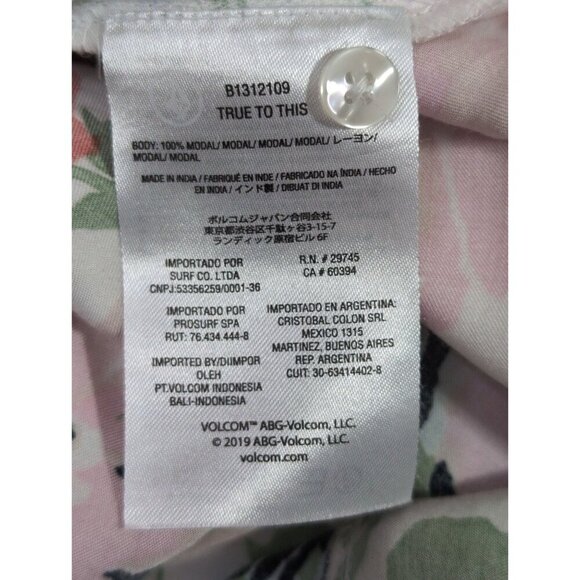 B1312109
TRUE TO THIS
BODY: 100% MODAL/ MODAL/ MODAL/ MODAL/ レーヨン/
MODAL/ MODAL
MADE IN INDIA / FABRIQUÉ EN INDE / FABRICADO NA ÍNDIA / HECHO
EN INDIA / インド製 / DIBUAT DI INDIA
ボルコムジャパン合同会社
東京都渋谷区千駄ヶ谷3-15-7
ランディック原宿ビル 6F
IMPORTADO POR
SURF CO. LTDA
CNPJ:53356259/0001-36
R.N. # 29745
CA # 60394
IMPORTADO POR
PROSURF SPA
RUT: 76.434.444-8
IMPORTADO EN ARGENTINA:
CRISTOBAL COLON SRL
MEXICO 1315
MARTINEZ, BUENOS AIRES
REP. ARGENTINA
CUIT: 30-63414402-8
IMPORTED BY/DIIMPOR
OLEH
PT.VOLCOM INDONESIA
BALI-INDONESIA
VOLCOM™ ABG-Volcom, LLC.
© 2019 ABG-Volcom, LLC.
volcom.com